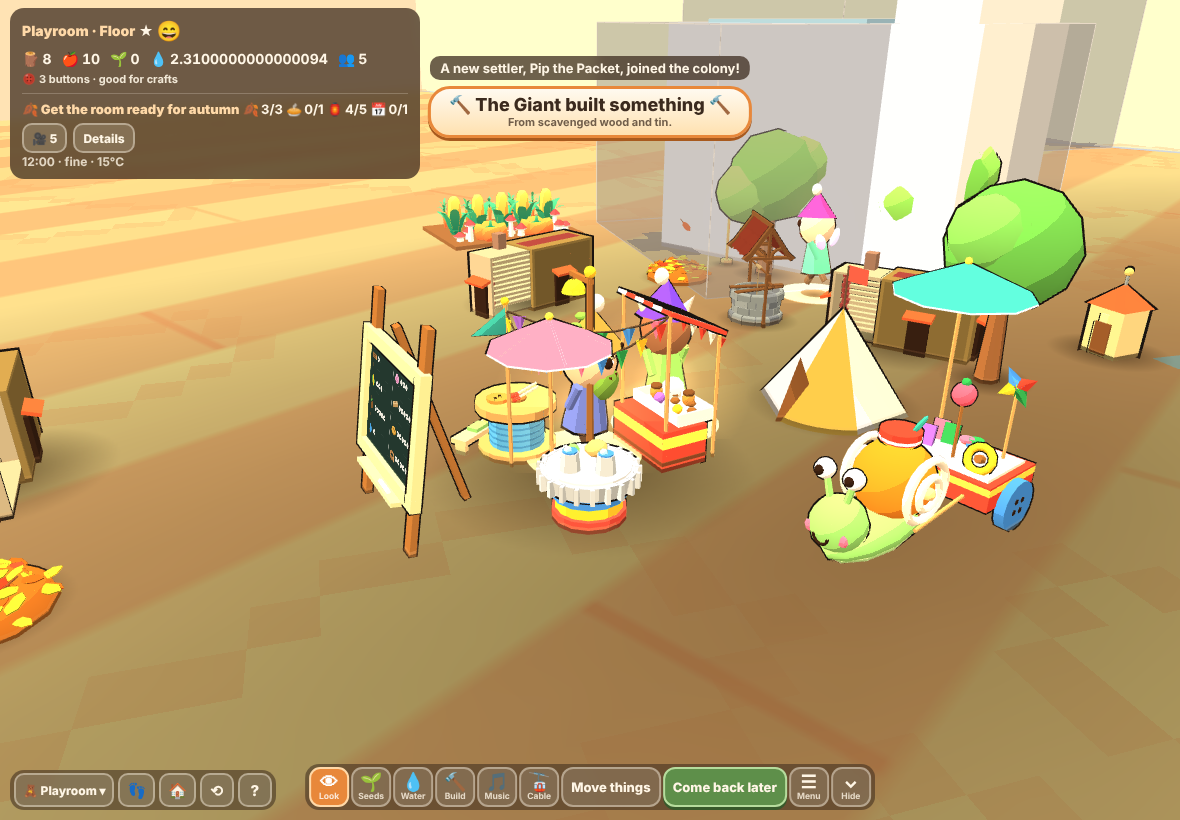 Playroom · Floor ★
8 10 0 2.3100000000000094 5
3 buttons · good for crafts
Get the room ready for autumn 3/3 0/1 4/5 0/1
5 Details
12:00 · fine · 15°C
A new settler, Pip the Packet, joined the colony!
The Giant built something
From scavenged wood and tin.
Playroom ▾
?
Look
Seeds
Water
Build
Music
Cable
Move things
Come back later
Menu
Hide